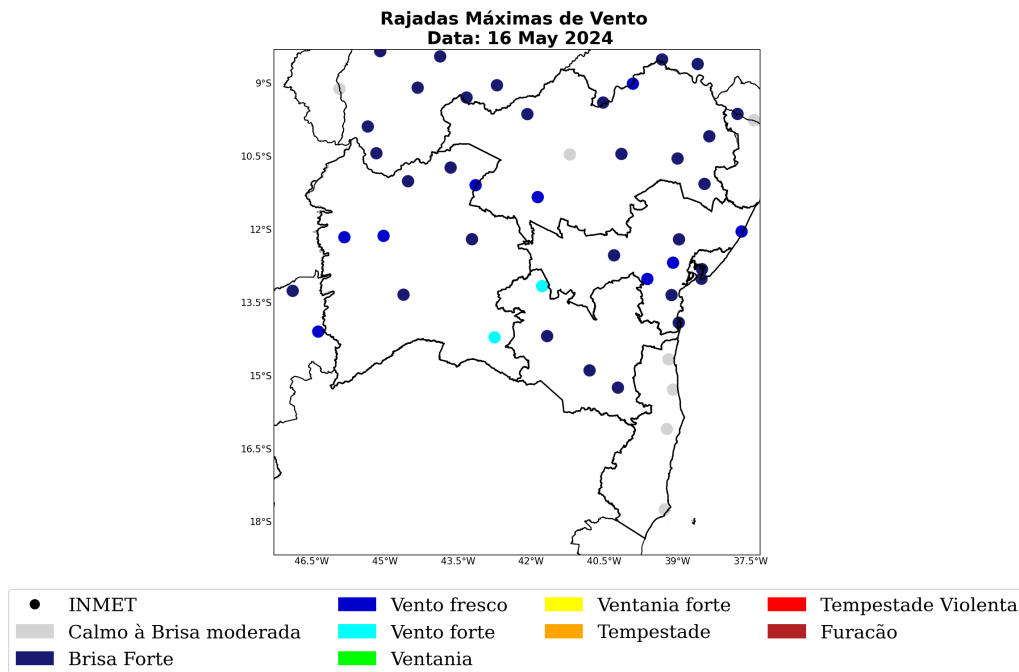 Rajadas Máximas de Vento
Data: 16 May 2024
9°S
10.5°S
12°S
13.5°S
15°S
16.5°S
18°S
46.5°W 45°W 43.5°W 42°W 40.5°W 39°W 37.5°W
INMET Vento fresco Ventania forte Tempestade Violenta
Calmo à Brisa moderada Vento forte Tempestade Furacão
Brisa Forte Ventania